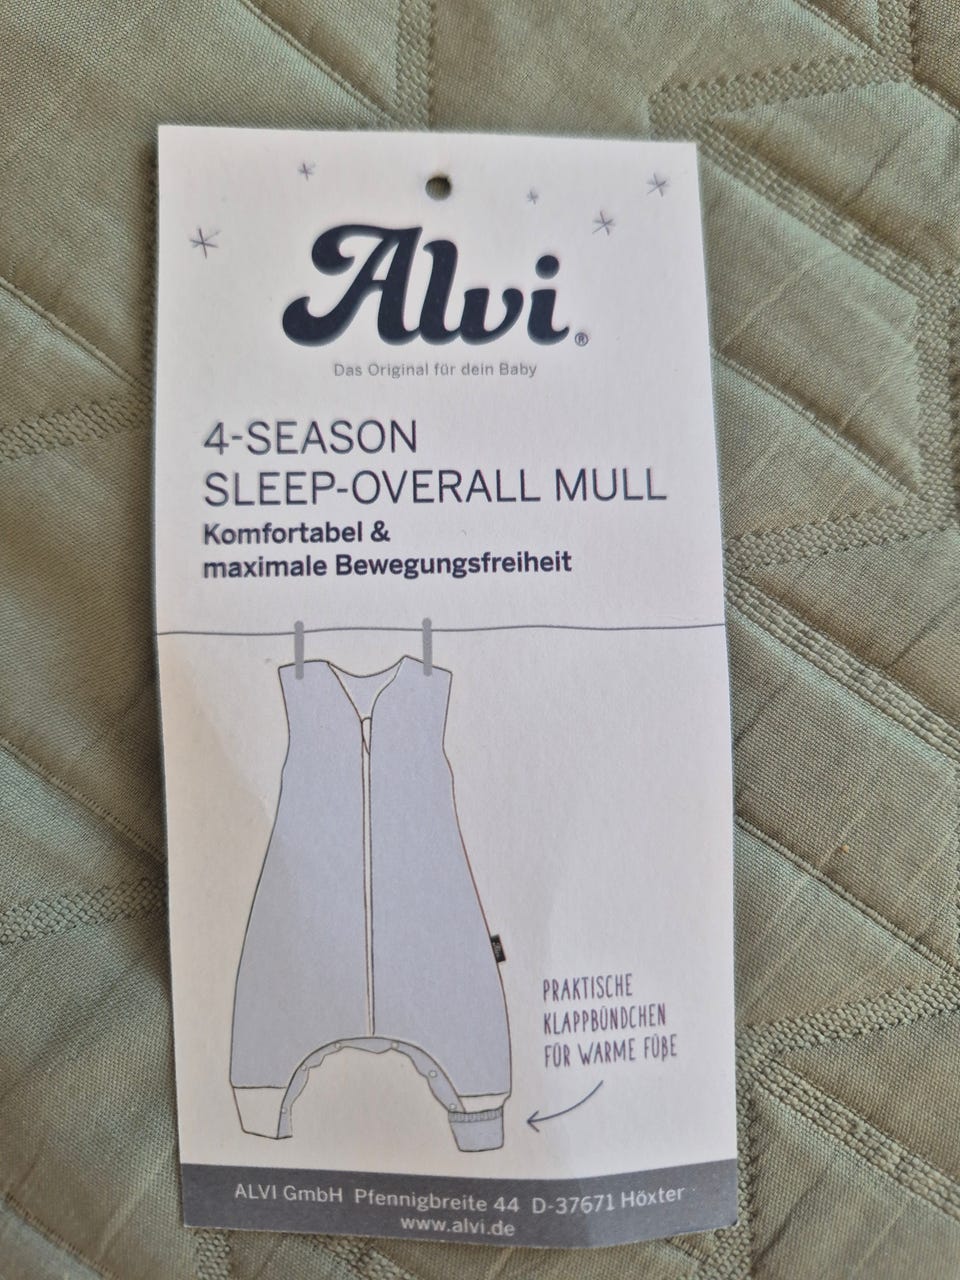 Alvi®
Das Original für dein Baby
4-SEASON
SLEEP-OVERALL MULL
Komfortabel &
maximale Bewegungsfreiheit
PRAKTISCHE
KLAPPBÜNDCHEN
FÜR WARME FÜßE
ALVI GmbH Pfennigbreite 44 D-37671 Höxter
www.alvi.de